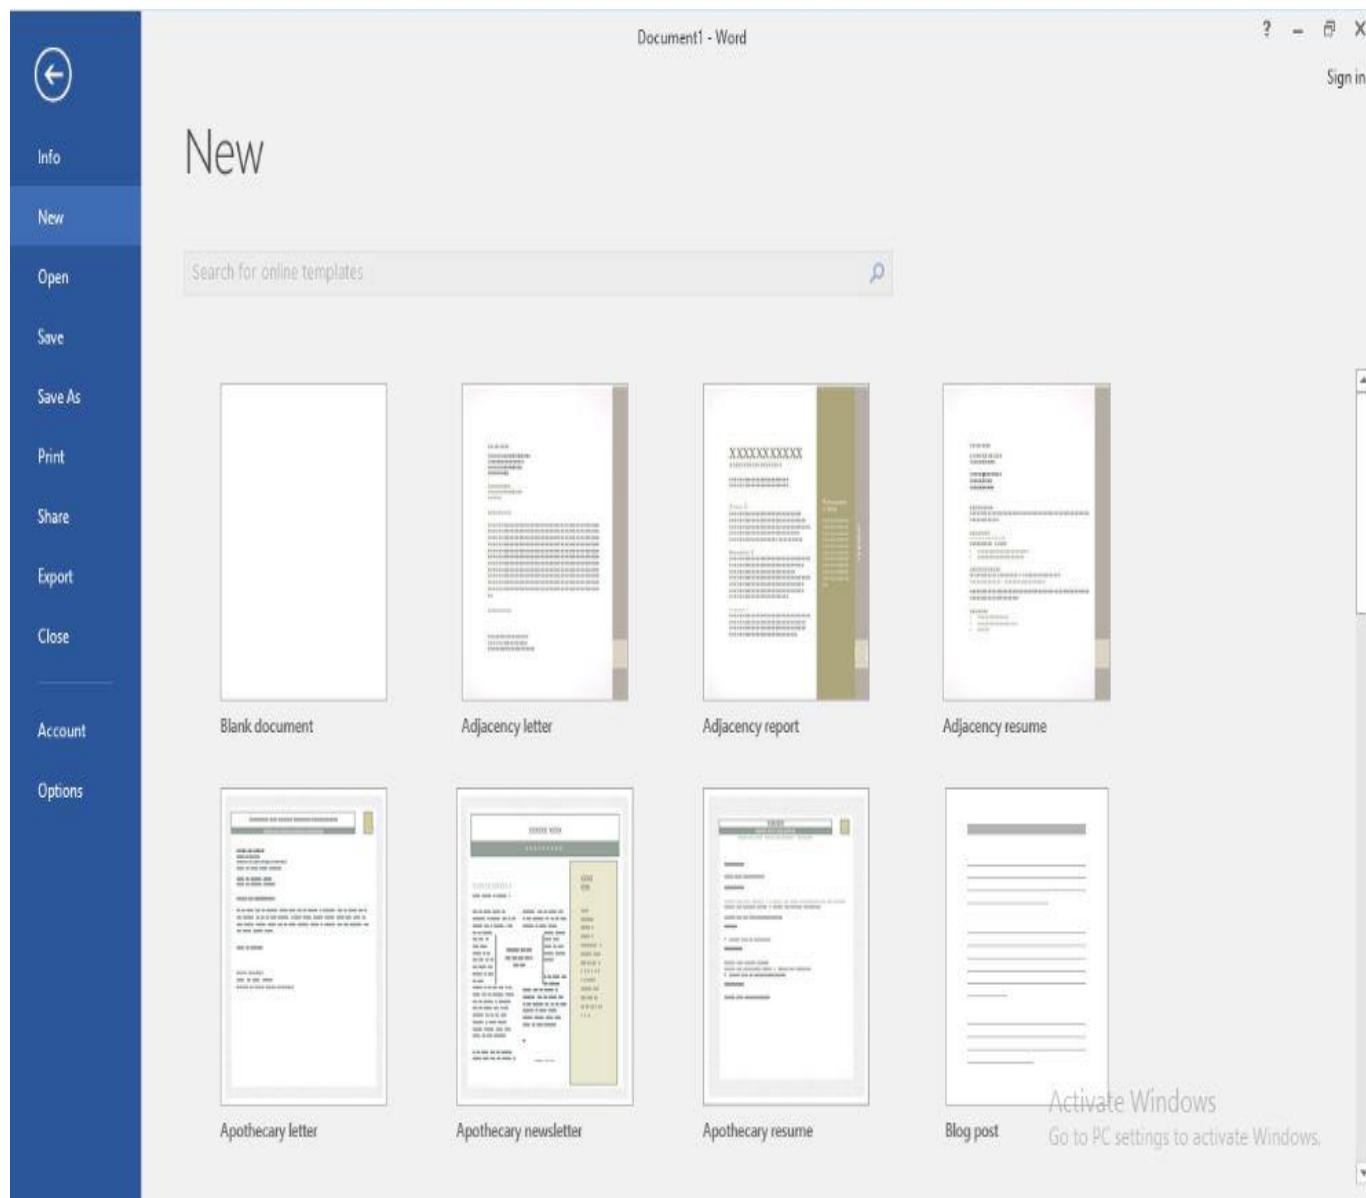 Document1 - Word
?
Sign in
Info
New
Open
Save
Save As
Print
Share
Export
Close
Account
Options
New
Search for online templates
XXXXXXXXXXX
Blank document
Adjacency letter
Adjacency report
Adjacency resume
Apothecary letter
Apothecary newsletter
Apothecary resume
Blog post
Activate Windows
Go to PC settings to activate Windows.